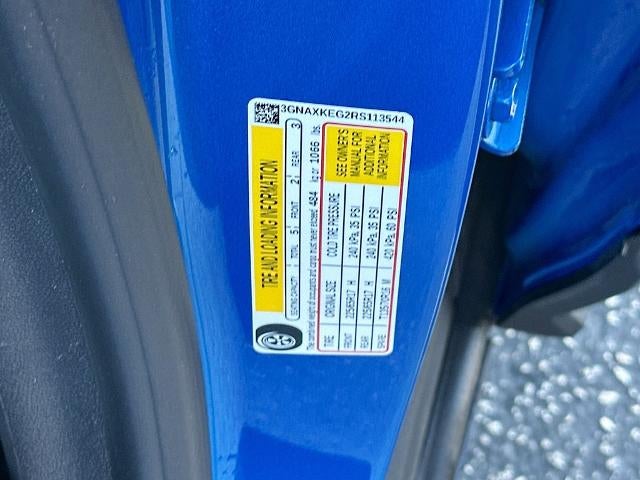 3GNAXKEG2RS113544
TIRE AND LOADING INFORMATION
SEATING CAPACITY TOTAL 5 FRONT 2 REAR 3
The combined weight of occupants and cargo must never exceed 484 kg or 1066 lbs.
TIRE ORIGINAL SIZE COLD TIRE PRESSURE
FRONT 225/65R17 H 240 kPa, 35 PSI
REAR 225/65R17 H 240 kPa, 35 PSI
SPARE T135/70R16 M 420 kPa, 60 PSI
SEE OWNER'S
MANUAL FOR
ADDITIONAL
INFORMATION